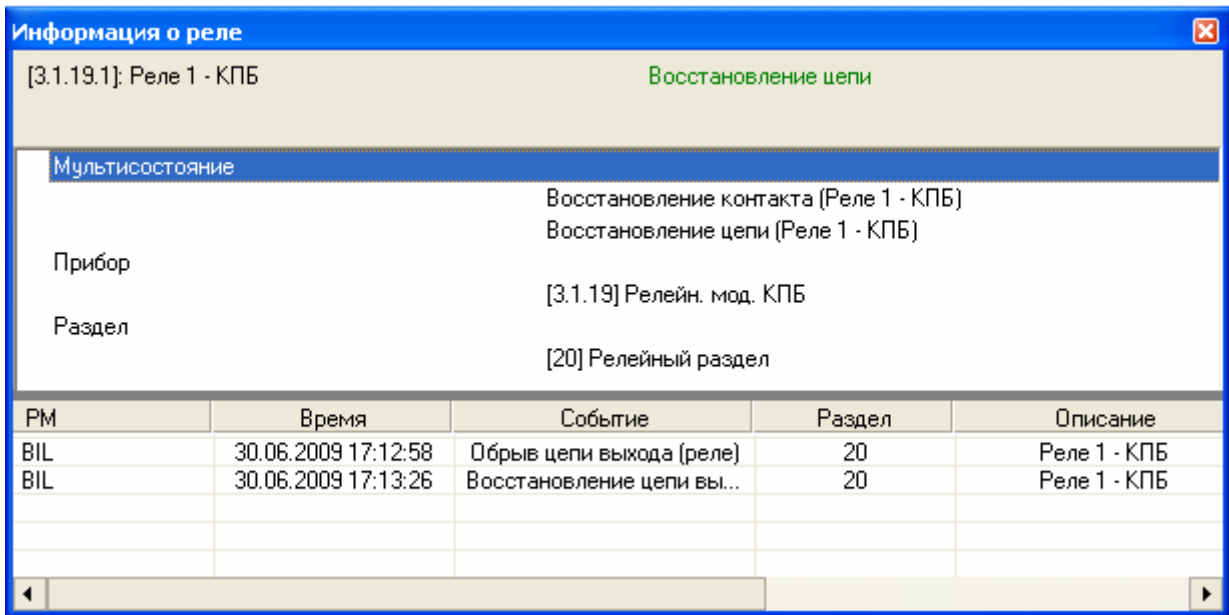 Информация о реле
[3.1.19.1]: Реле 1 - КПБ Восстановление цепи
Мультисостояние
Восстановление контакта (Реле 1 - КПБ)
Восстановление цепи (Реле 1 - КПБ)
Прибор
[3.1.19] Релейн. мод. КПБ
Раздел
[20] Релейный раздел
РМ Время Событие Раздел Описание
BIL 30.06.2009 17:12:58 Обрыв цепи выхода (реле) 20 Реле 1 - КПБ
BIL 30.06.2009 17:13:26 Восстановление цепи вы... 20 Реле 1 - КПБ